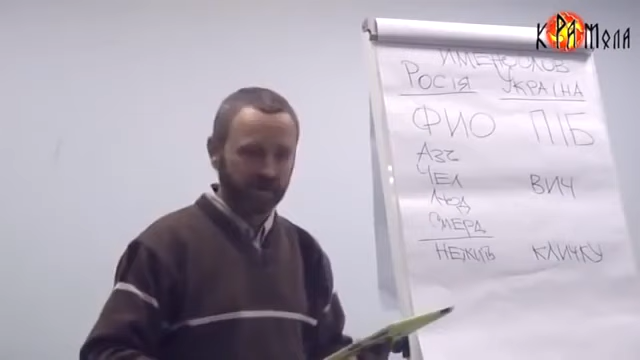 КРАМола
ИМЕНОСЛОВ
РОСІЯ УКРАЇНА
ФИО ПІБ
Азъ
Чел ВИЧ
Люд
Смерд
Нежить кличку